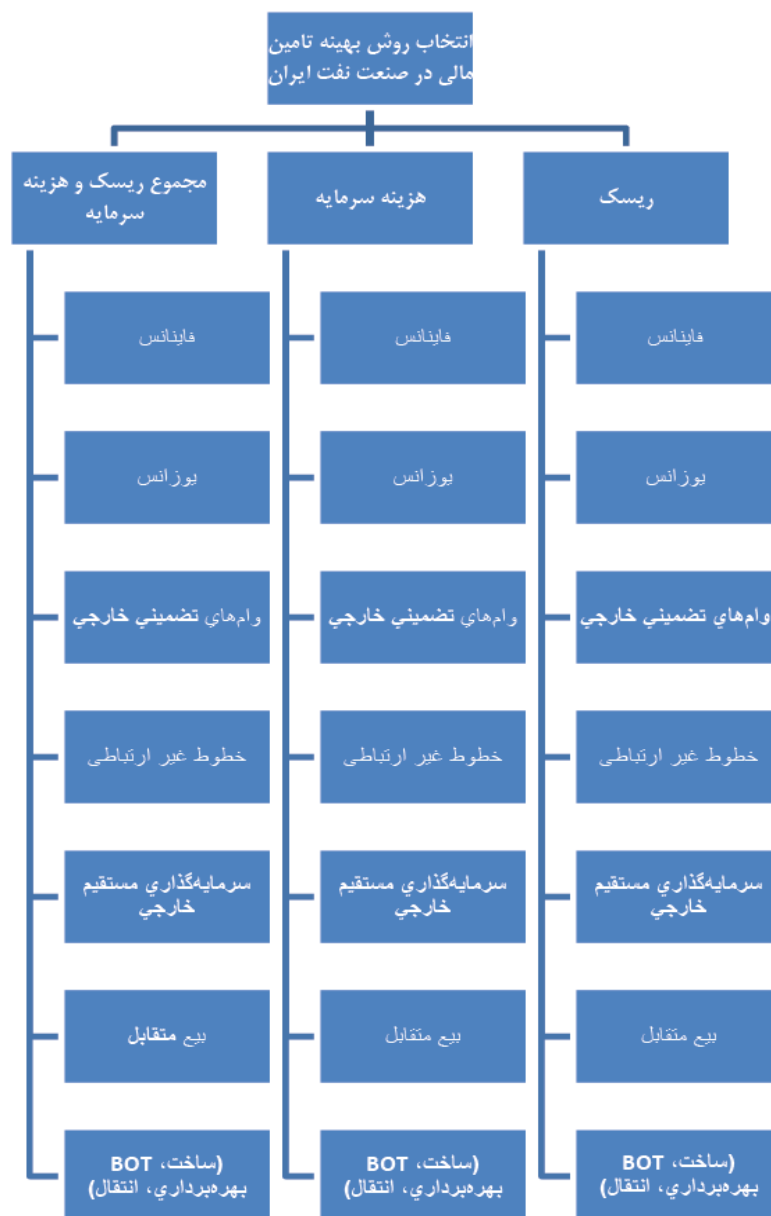 انتخاب روش بهینه تامین
مالی در صنعت نفت ایران
ریسک
هزینه سرمایه
مجموع ریسک و هزینه
سرمایه
فاینانس
فاینانس
فاینانس
یوزانس
یوزانس
یوزانس
وام‌هاي تضميني خارجي
وام‌هاي تضميني خارجي
وام‌هاي تضميني خارجي
خطوط غیر ارتباطی
خطوط غیر ارتباطی
خطوط غیر ارتباطی
سرمايه‌گذاري مستقيم
خارجي
سرمايه‌گذاري مستقيم
خارجي
سرمايه‌گذاري مستقيم
خارجي
بیع متقابل
بیع متقابل
بیع متقابل
(ساخت، BOT
بهره‌برداري، انتقال)
(ساخت، BOT
بهره‌برداري، انتقال)
(ساخت، BOT
بهره‌برداري، انتقال)